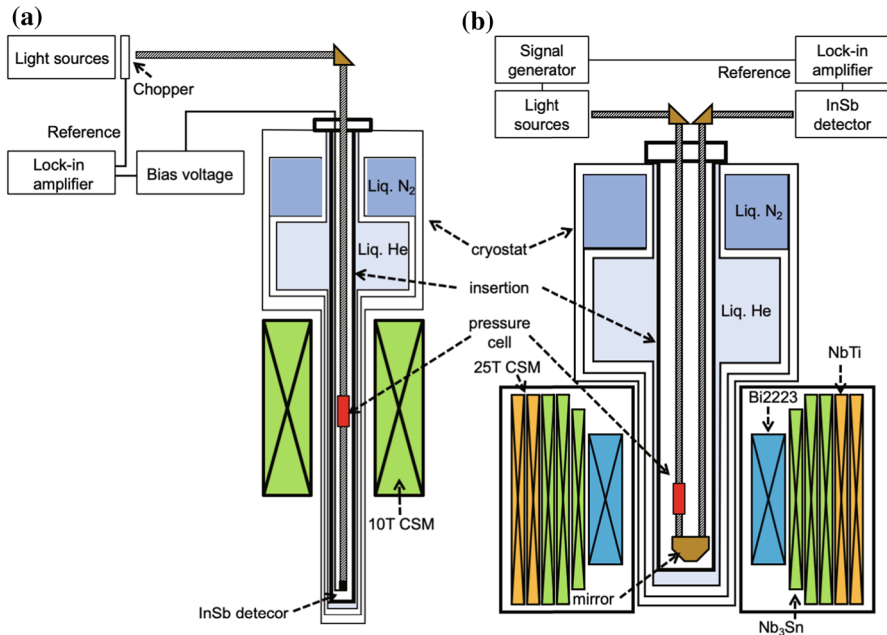 (a)
Light sources
Chopper
Reference
Lock-in
amplifier
Bias voltage
Liq. N2
Liq. He
10T CSM
InSb detecor
cryostat
insertion
pressure
cell
25T CSM
mirror
(b)
Signal
generator
Lock-in
amplifier
Reference
Light
sources
InSb
detector
Liq. N2
Liq. He
NbTi
Bi2223
Nb3Sn